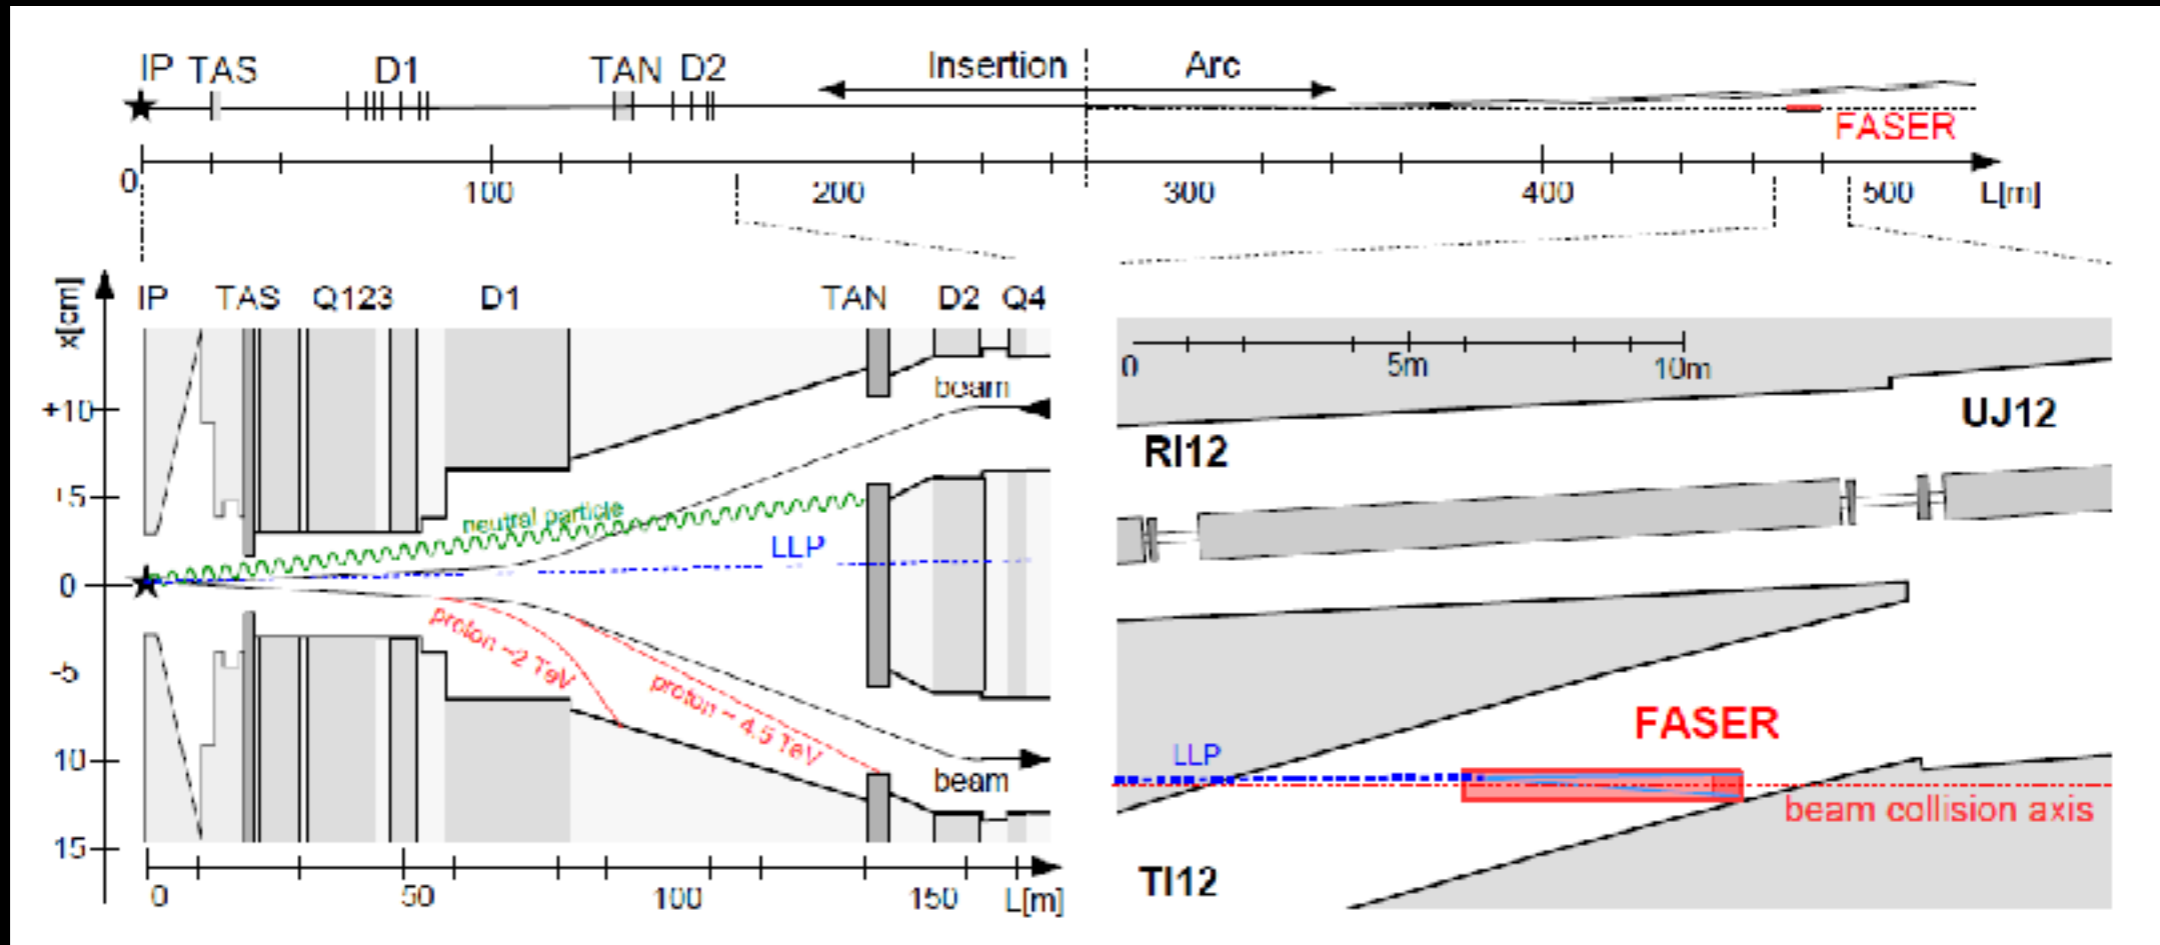 IP TAS D1 TAN D2 Insertion Arc
FASER
0 100 200 300 400 500 L[m]
x[cm]
IP TAS Q123 D1 TAN D2 Q4
+10
+5
0
-5
10
15
beam
neutral particle
LLP
proton ~2 TeV
proton ~ 4.5 TeV
beam
0 50 100 150 L[m]
0 5m 10m
RI12
UJ12
FASER
LLP
beam collision axis
TI12